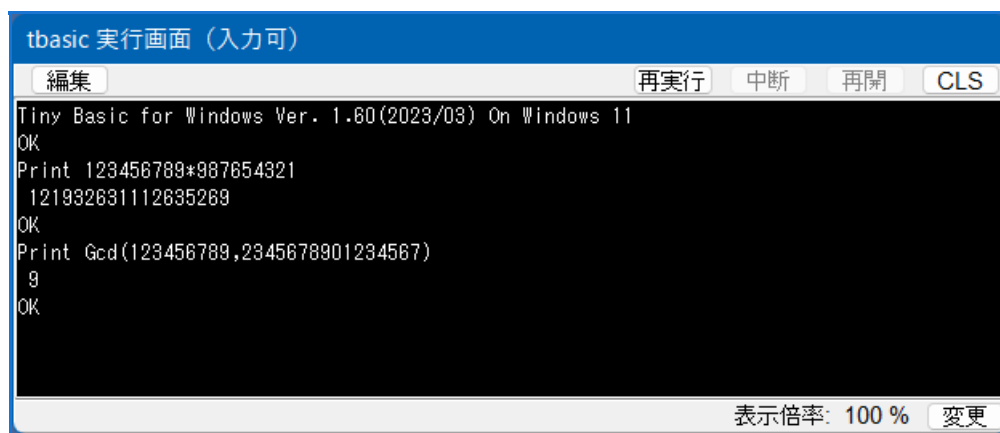 tbasic 実行画面（入力可）
編集 再実行 中断 再開 CLS
Tiny Basic for Windows Ver. 1.60(2023/03) On Windows 11
OK
Print 123456789*987654321
121932631112635269
OK
Print Gcd(123456789,2345678901234567)
9
OK
表示倍率: 100 % 変更